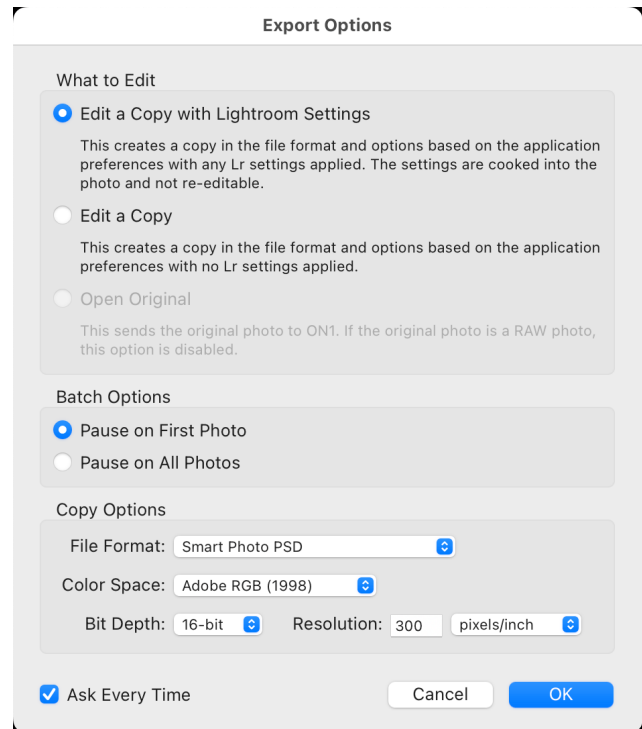 Export Options
What to Edit
Edit a Copy with Lightroom Settings
This creates a copy in the file format and options based on the application
preferences with any Lr settings applied. The settings are cooked into the
photo and not re-editable.
Edit a Copy
This creates a copy in the file format and options based on the application
preferences with no Lr settings applied.
Open Original
This sends the original photo to ON1. If the original photo is a RAW photo,
this option is disabled.
Batch Options
Pause on First Photo
Pause on All Photos
Copy Options
File Format: Smart Photo PSD
Color Space: Adobe RGB (1998)
Bit Depth: 16-bit Resolution: 300 pixels/inch
Ask Every Time Cancel OK